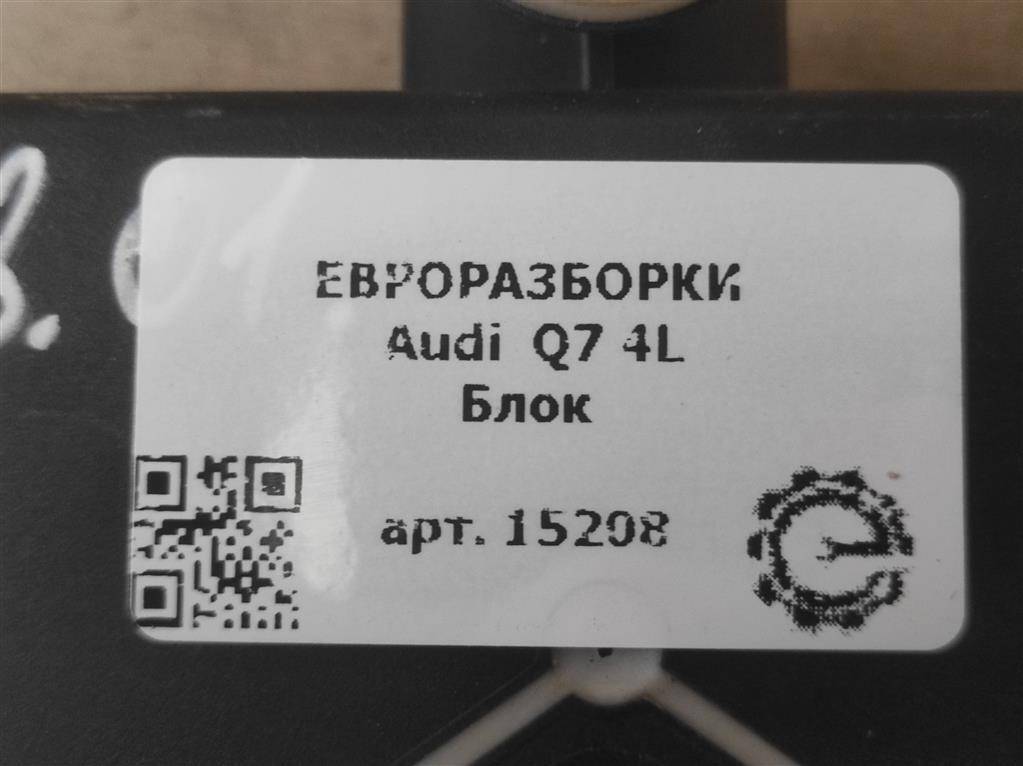 ЕВРОРАЗБОРКИ
Audi Q7 4L
Блок
арт. 15208